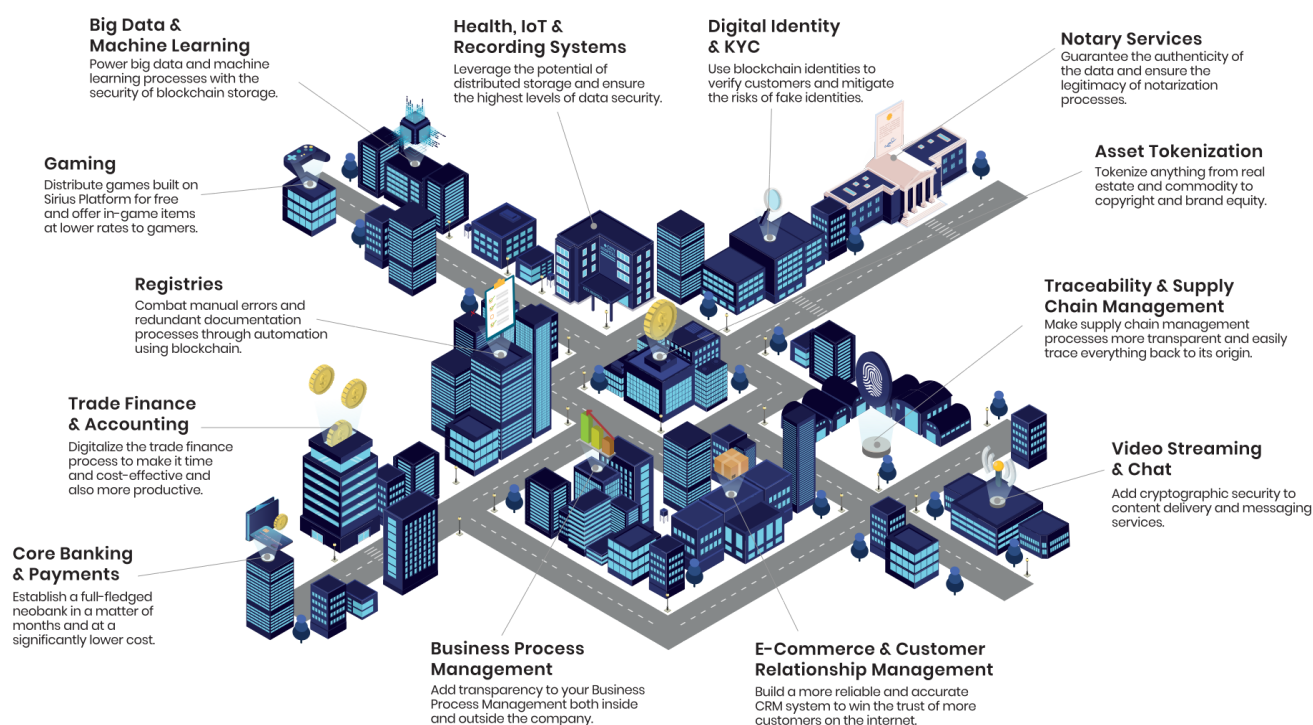 Big Data &
Machine Learning
Power big data and machine
learning processes with the
security of blockchain storage.
Health, IoT &
Recording Systems
Leverage the potential of
distributed storage and ensure
the highest levels of data security.
Digital Identity
& KYC
Use blockchain identities to
verify customers and mitigate
the risks of fake identities.
Notary Services
Guarantee the authenticity of
the data and ensure the
legitimacy of notarization
processes.
Gaming
Distribute games built on
Sirius Platform for free
and offer in-game items
at lower rates to gamers.
Asset Tokenization
Tokenize anything from real
estate and commodity to
copyright and brand equity.
Registries
Combat manual errors and
redundant documentation
processes through automation
using blockchain.
Traceability & Supply
Chain Management
Make supply chain management
processes more transparent and easily
trace everything back to its origin.
Trade Finance
& Accounting
Digitalize the trade finance
process to make it time
and cost-effective and
also more productive.
Video Streaming
& Chat
Add cryptographic security to
content delivery and messaging
services.
Core Banking
& Payments
Establish a full-fledged
neobank in a matter of
months and at a
significantly lower cost.
Business Process
Management
Add transparency to your Business
Process Management both inside
and outside the company.
E-Commerce & Customer
Relationship Management
Build a more reliable and accurate
CRM system to win the trust of more
customers on the internet.